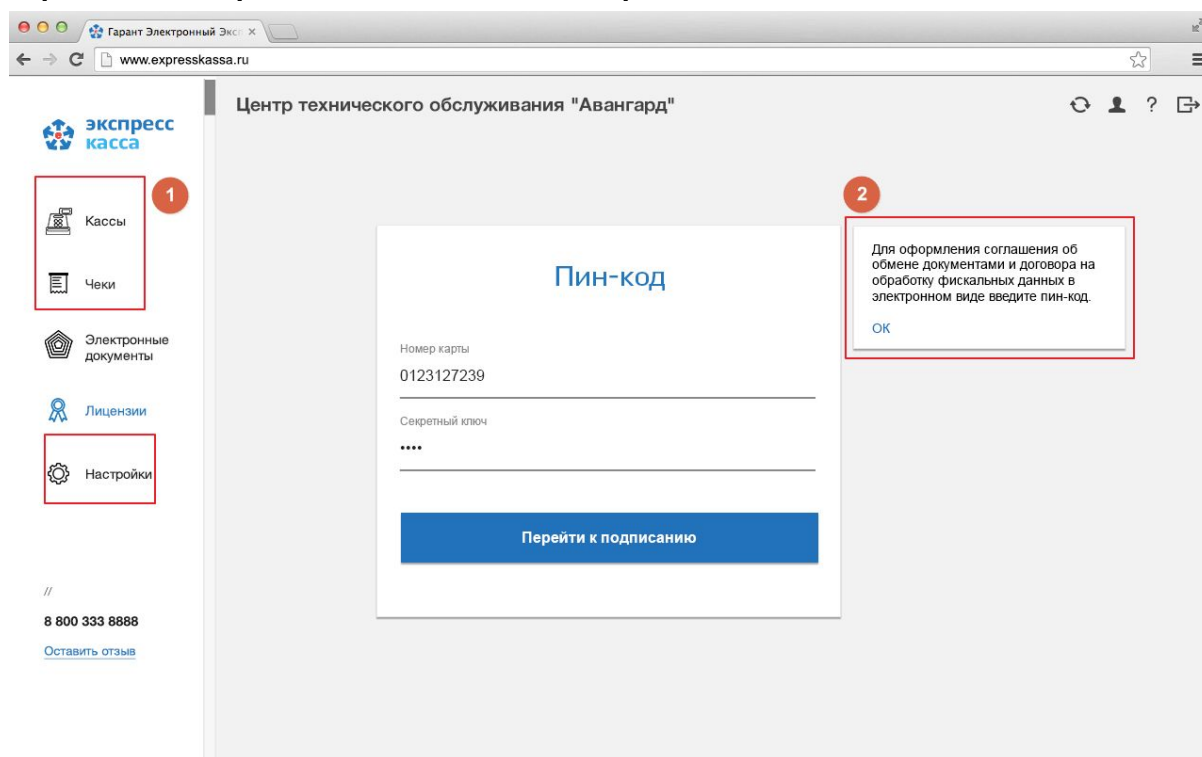 Гарант Электронный Эксп
www.expresskassa.ru
Центр технического обслуживания "Авангард"
?
экспресс
касса
1
Кассы
Чеки
Электронные
документы
Лицензии
Настройки
//
8 800 333 8888
Оставить отзыв
Пин-код
Номер карты
0123127239
Секретный ключ
••••
Перейти к подписанию
2
Для оформления соглашения об
обмене документами и договора на
обработку фискальных данных в
электронном виде введите пин-код.
ОК